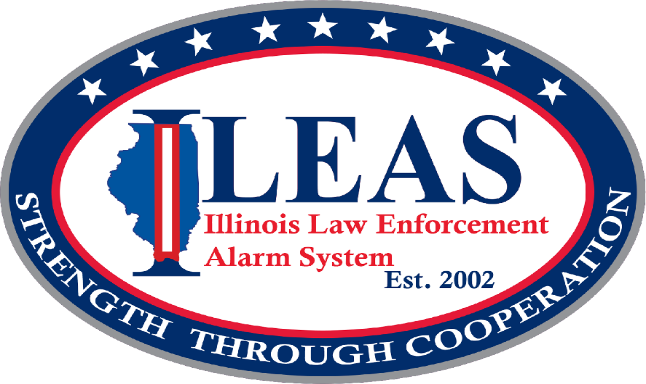 ILEAS
Illinois Law Enforcement
Alarm System
Est. 2002
STRENGTH THROUGH COOPERATION